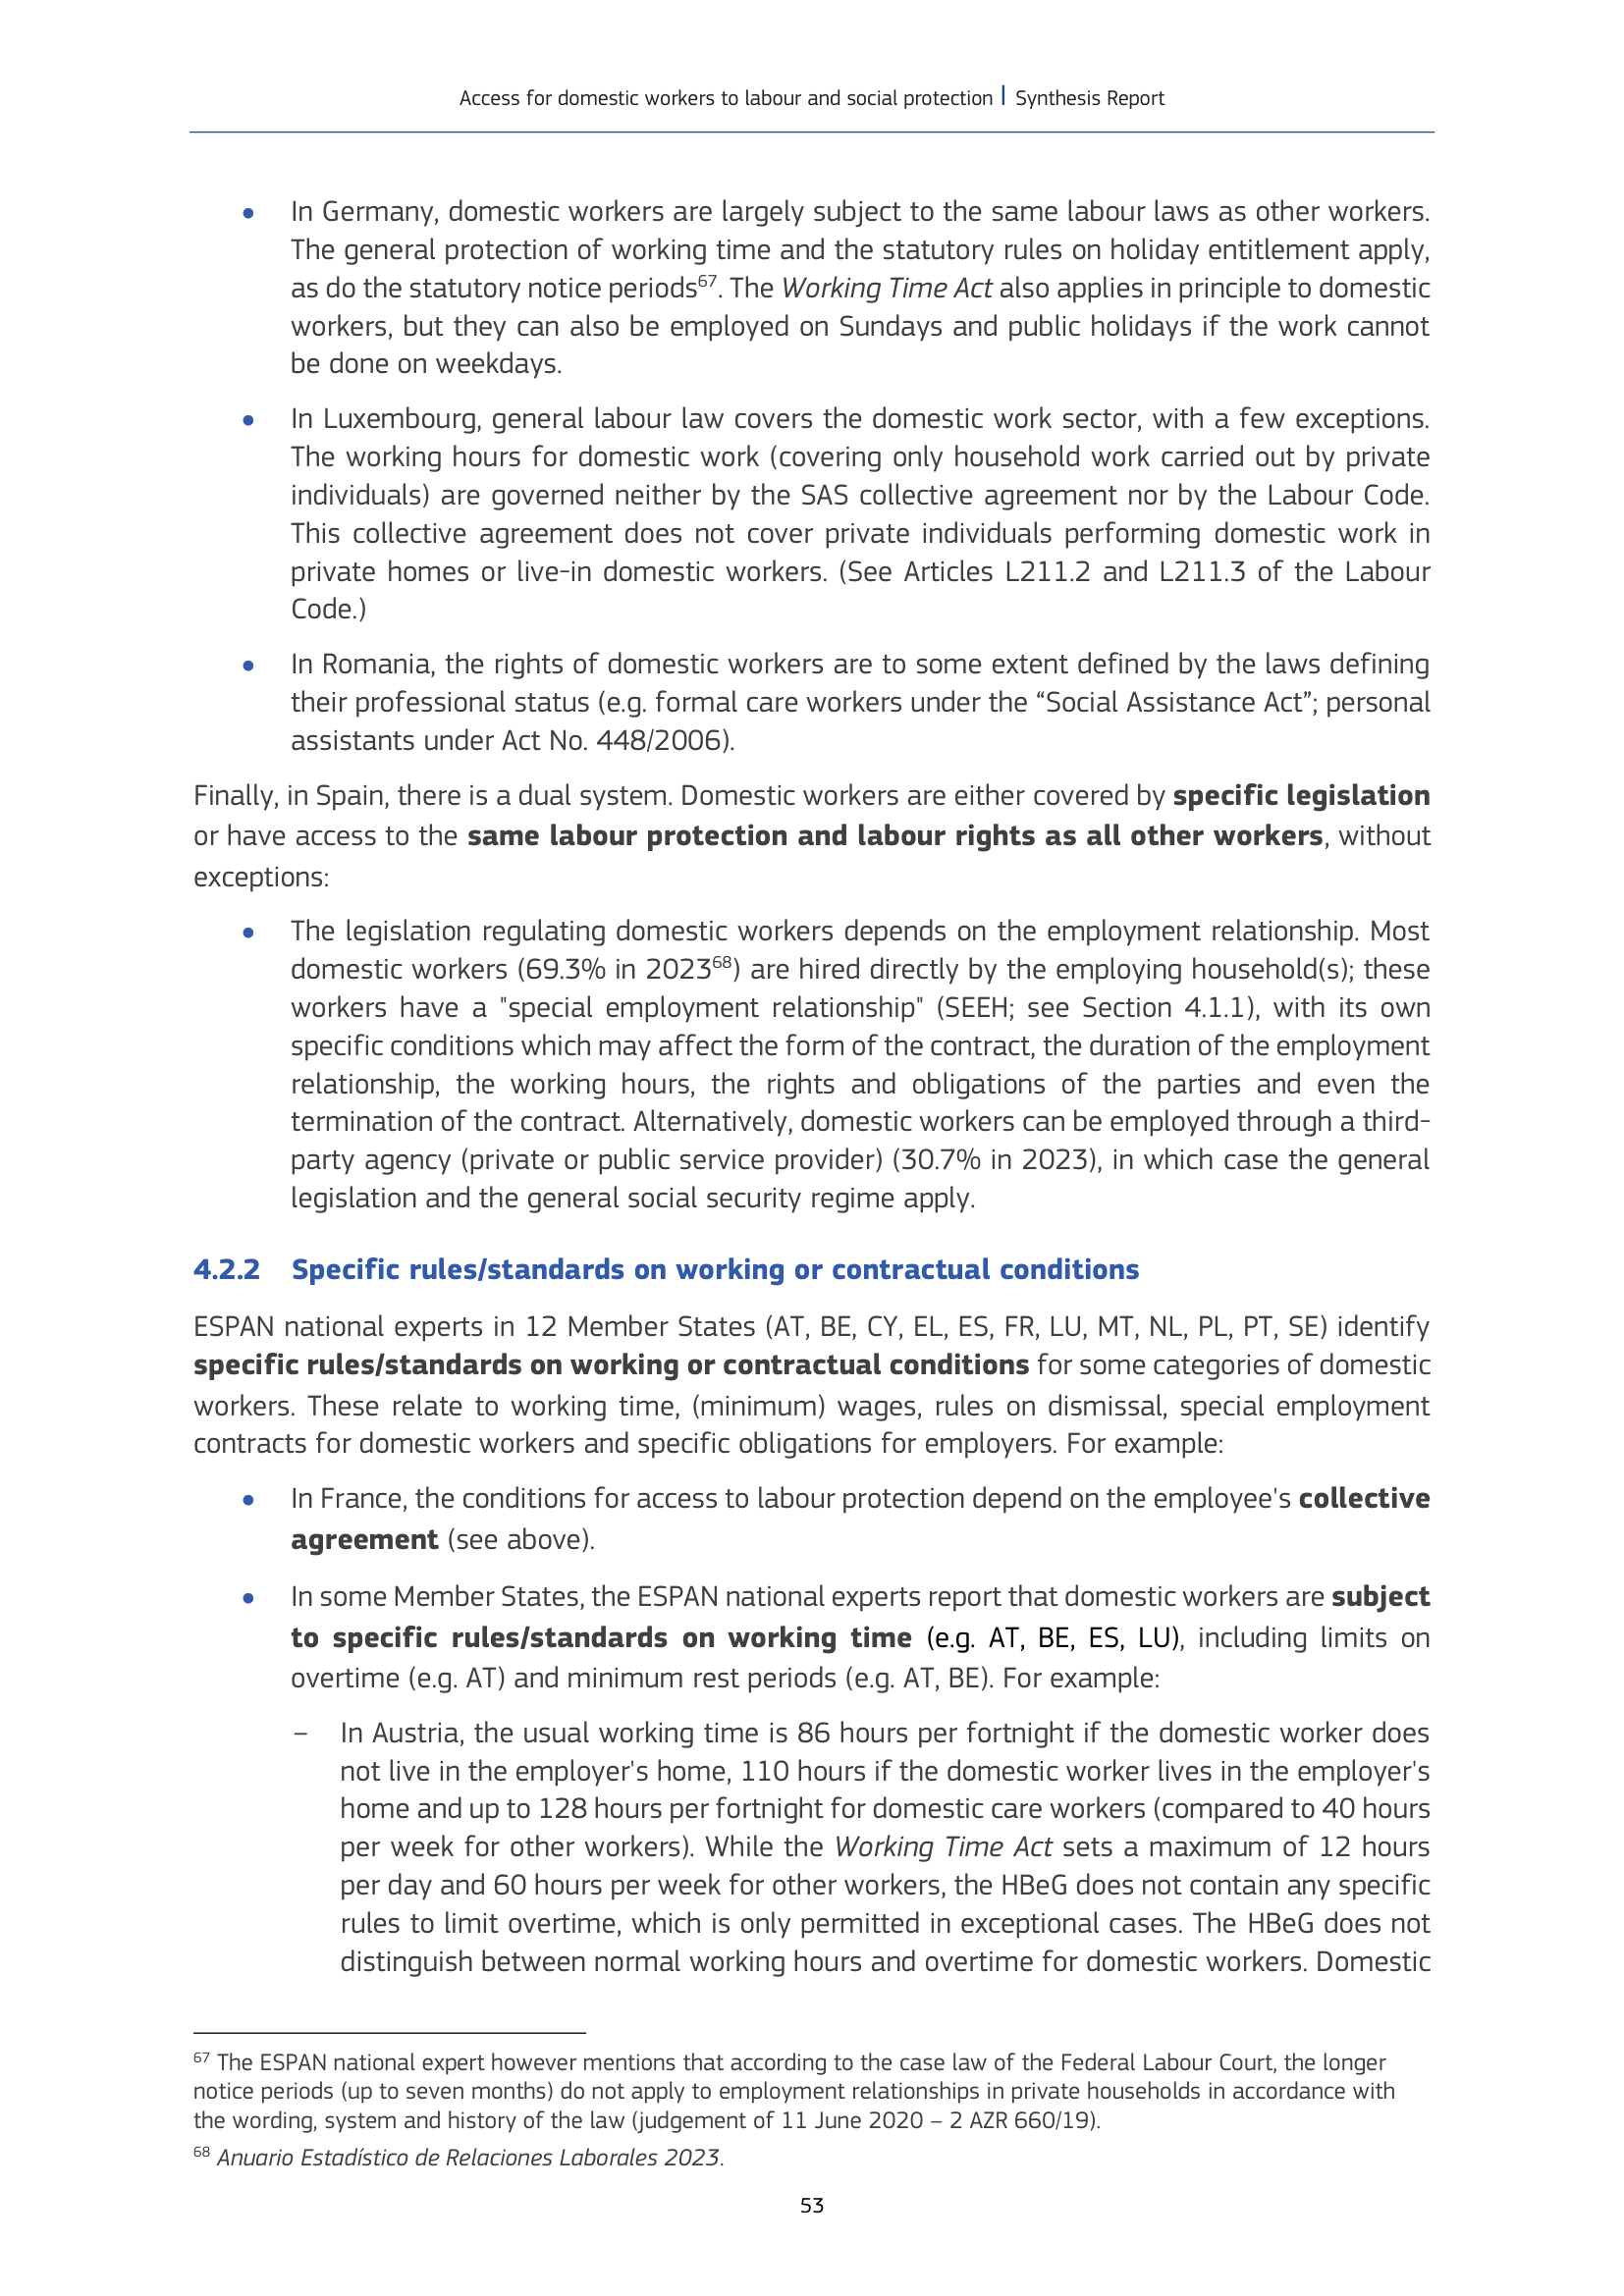 Access for domestic workers to labour and social protection | Synthesis Report
• In Germany, domestic workers are largely subject to the same labour laws as other workers.
The general protection of working time and the statutory rules on holiday entitlement apply,
as do the statutory notice periods67. The Working Time Act also applies in principle to domestic
workers, but they can also be employed on Sundays and public holidays if the work cannot
be done on weekdays.
• In Luxembourg, general labour law covers the domestic work sector, with a few exceptions.
The working hours for domestic work (covering only household work carried out by private
individuals) are governed neither by the SAS collective agreement nor by the Labour Code.
This collective agreement does not cover private individuals performing domestic work in
private homes or live-in domestic workers. (See Articles L211.2 and L211.3 of the Labour
Code.)
• In Romania, the rights of domestic workers are to some extent defined by the laws defining
their professional status (e.g. formal care workers under the “Social Assistance Act”; personal
assistants under Act No. 448/2006).
Finally, in Spain, there is a dual system. Domestic workers are either covered by specific legislation
or have access to the same labour protection and labour rights as all other workers, without
exceptions:
• The legislation regulating domestic workers depends on the employment relationship. Most
domestic workers (69.3% in 202368) are hired directly by the employing household(s); these
workers have a "special employment relationship" (SEEH; see Section 4.1.1), with its own
specific conditions which may affect the form of the contract, the duration of the employment
relationship, the working hours, the rights and obligations of the parties and even the
termination of the contract. Alternatively, domestic workers can be employed through a third-
party agency (private or public service provider) (30.7% in 2023), in which case the general
legislation and the general social security regime apply.
4.2.2 Specific rules/standards on working or contractual conditions
ESPAN national experts in 12 Member States (AT, BE, CY, EL, ES, FR, LU, MT, NL, PL, PT, SE) identify
specific rules/standards on working or contractual conditions for some categories of domestic
workers. These relate to working time, (minimum) wages, rules on dismissal, special employment
contracts for domestic workers and specific obligations for employers. For example:
• In France, the conditions for access to labour protection depend on the employee's collective
agreement (see above).
• In some Member States, the ESPAN national experts report that domestic workers are subject
to specific rules/standards on working time (e.g. AT, BE, ES, LU), including limits on
overtime (e.g. AT) and minimum rest periods (e.g. AT, BE). For example:
– In Austria, the usual working time is 86 hours per fortnight if the domestic worker does
not live in the employer's home, 110 hours if the domestic worker lives in the employer's
home and up to 128 hours per fortnight for domestic care workers (compared to 40 hours
per week for other workers). While the Working Time Act sets a maximum of 12 hours
per day and 60 hours per week for other workers, the HBeG does not contain any specific
rules to limit overtime, which is only permitted in exceptional cases. The HBeG does not
distinguish between normal working hours and overtime for domestic workers. Domestic
67 The ESPAN national expert however mentions that according to the case law of the Federal Labour Court, the longer
notice periods (up to seven months) do not apply to employment relationships in private households in accordance with
the wording, system and history of the law (judgement of 11 June 2020 – 2 AZR 660/19).
68 Anuario Estadístico de Relaciones Laborales 2023.
53